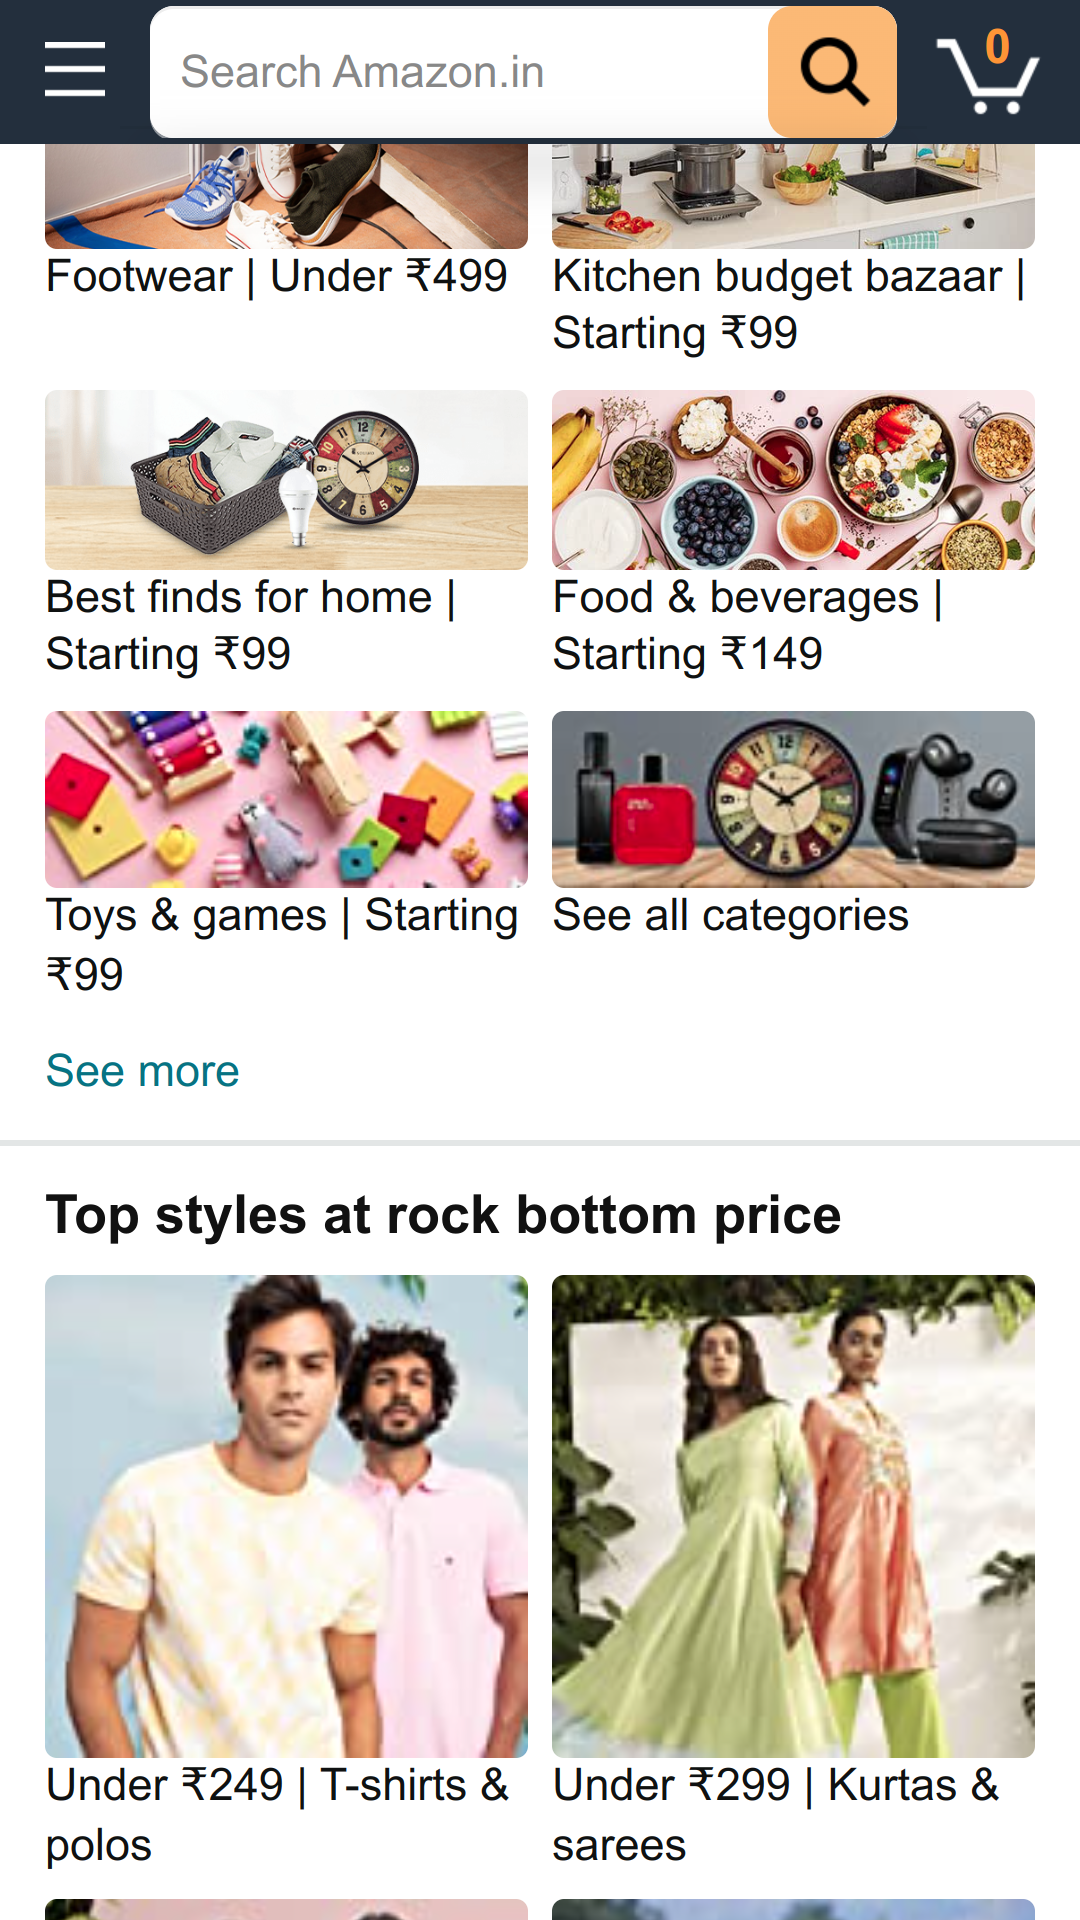 Search Amazon.in
0
Footwear | Under ₹499
Kitchen budget bazaar |
Starting ₹99
Best finds for home |
Starting ₹99
Food & beverages |
Starting ₹149
Toys & games | Starting
₹99
See all categories
See more
Top styles at rock bottom price
Under ₹249 | T-shirts &
polos
Under ₹299 | Kurtas &
sarees